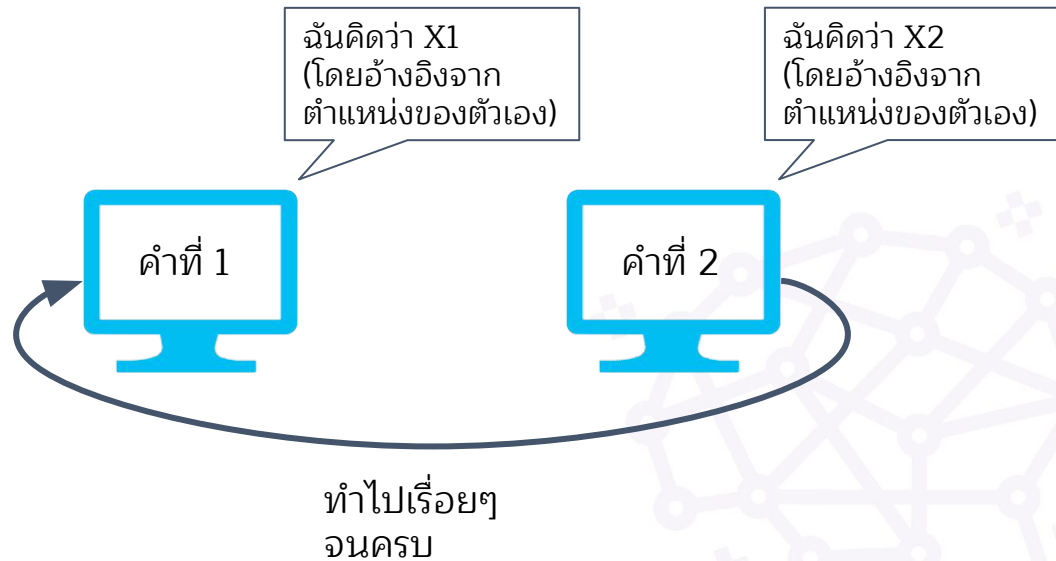 ฉันคิดว่า X1
(โดยอ้างอิงจาก
ตำแหน่งของตัวเอง)
ฉันคิดว่า X2
(โดยอ้างอิงจาก
ตำแหน่งของตัวเอง)
คำที่ 1
คำที่ 2
ทำไปเรื่อยๆ
จนครบ